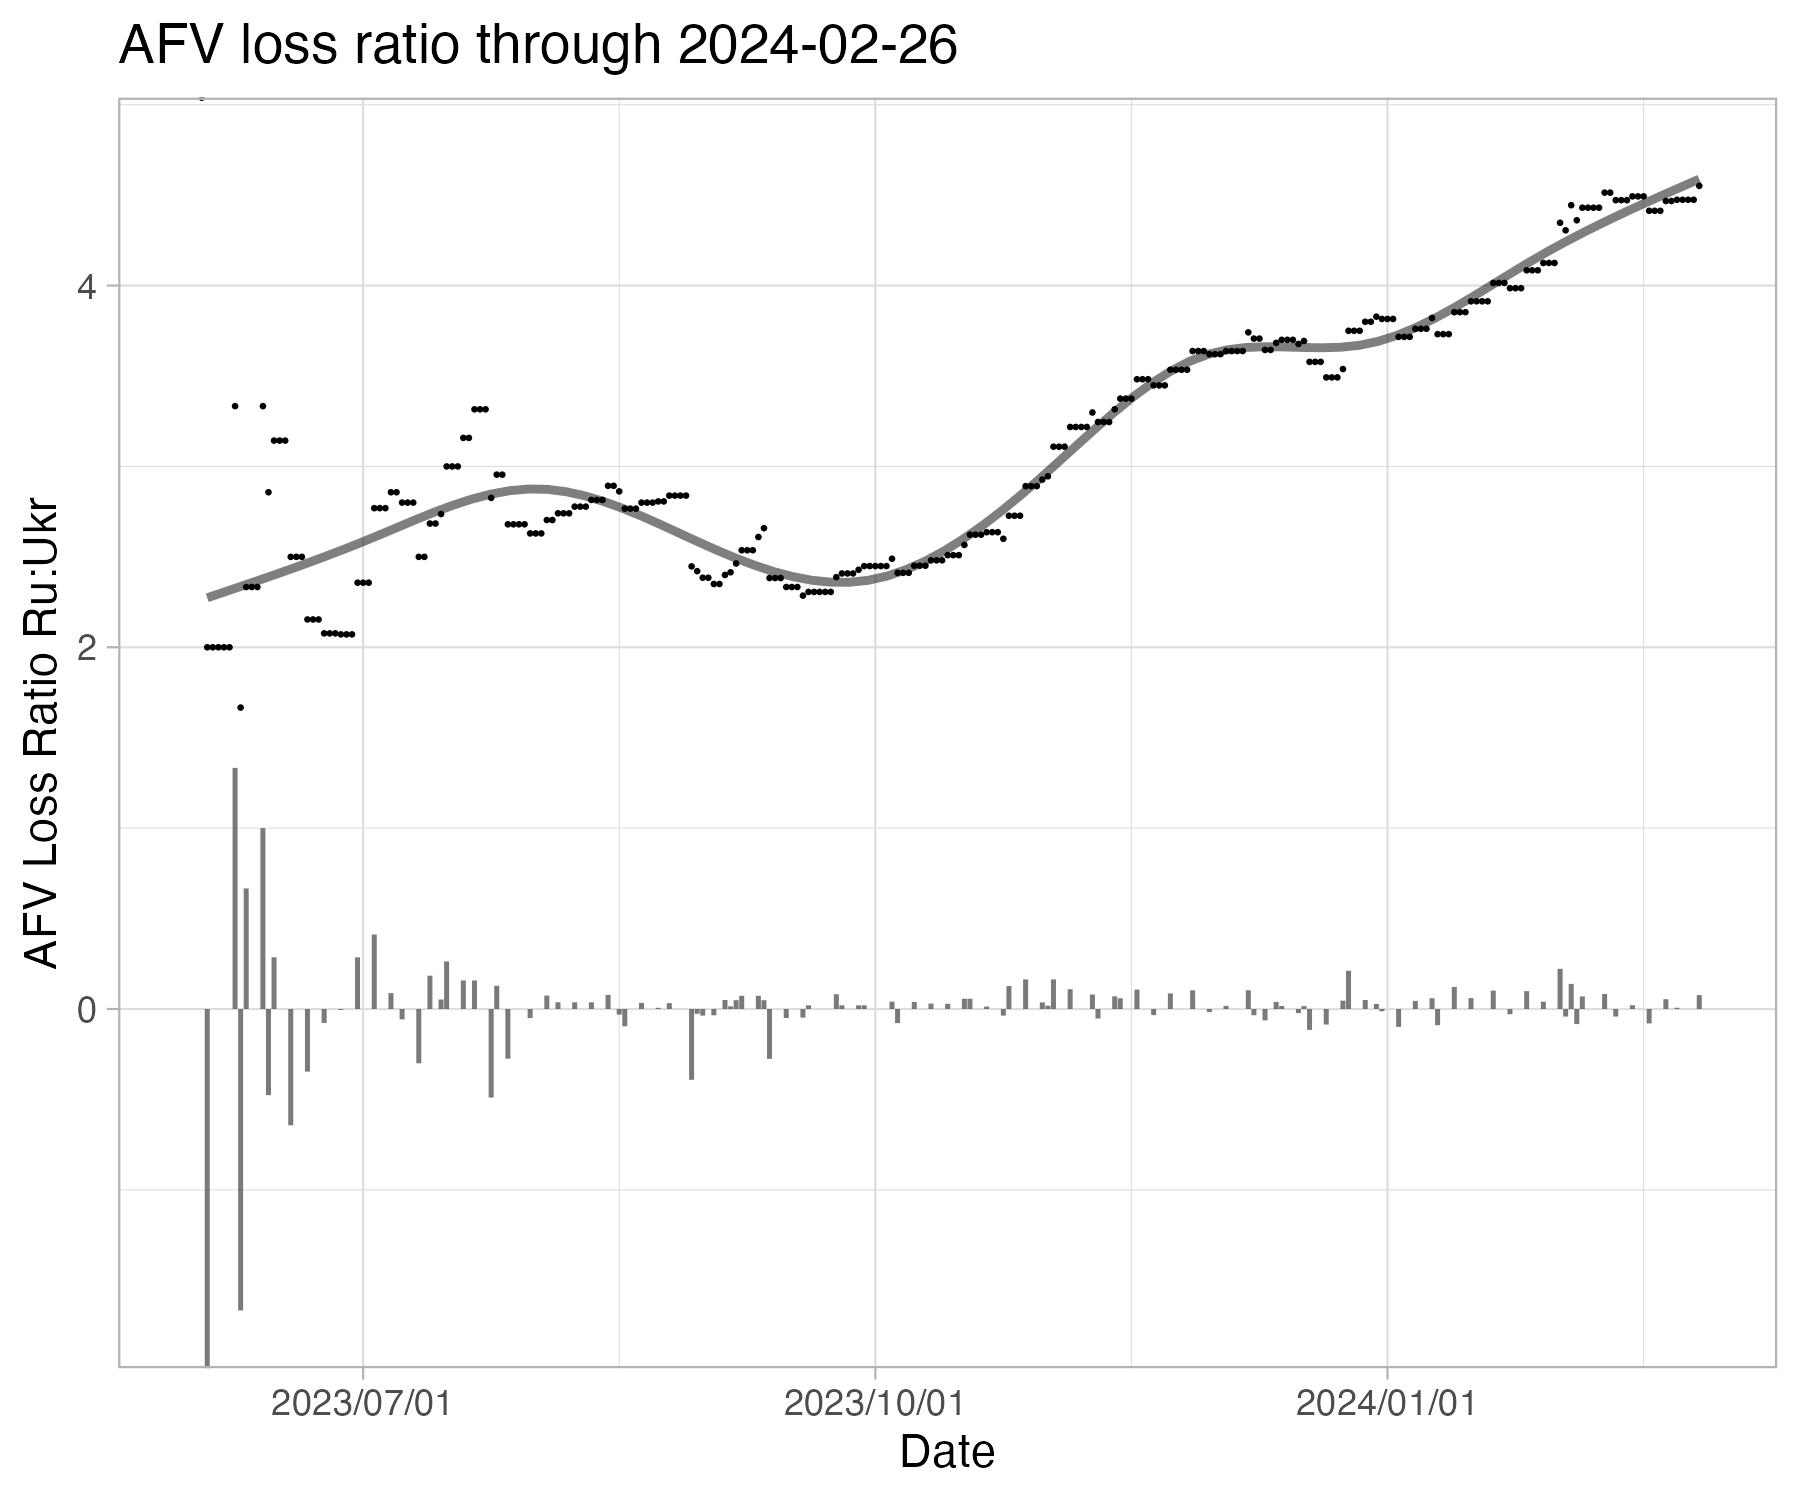 AFV loss ratio through 2024-02-26
AFV Loss Ratio Ru:Ukr
4
2
0
2023/07/01
2023/10/01
2024/01/01
Date